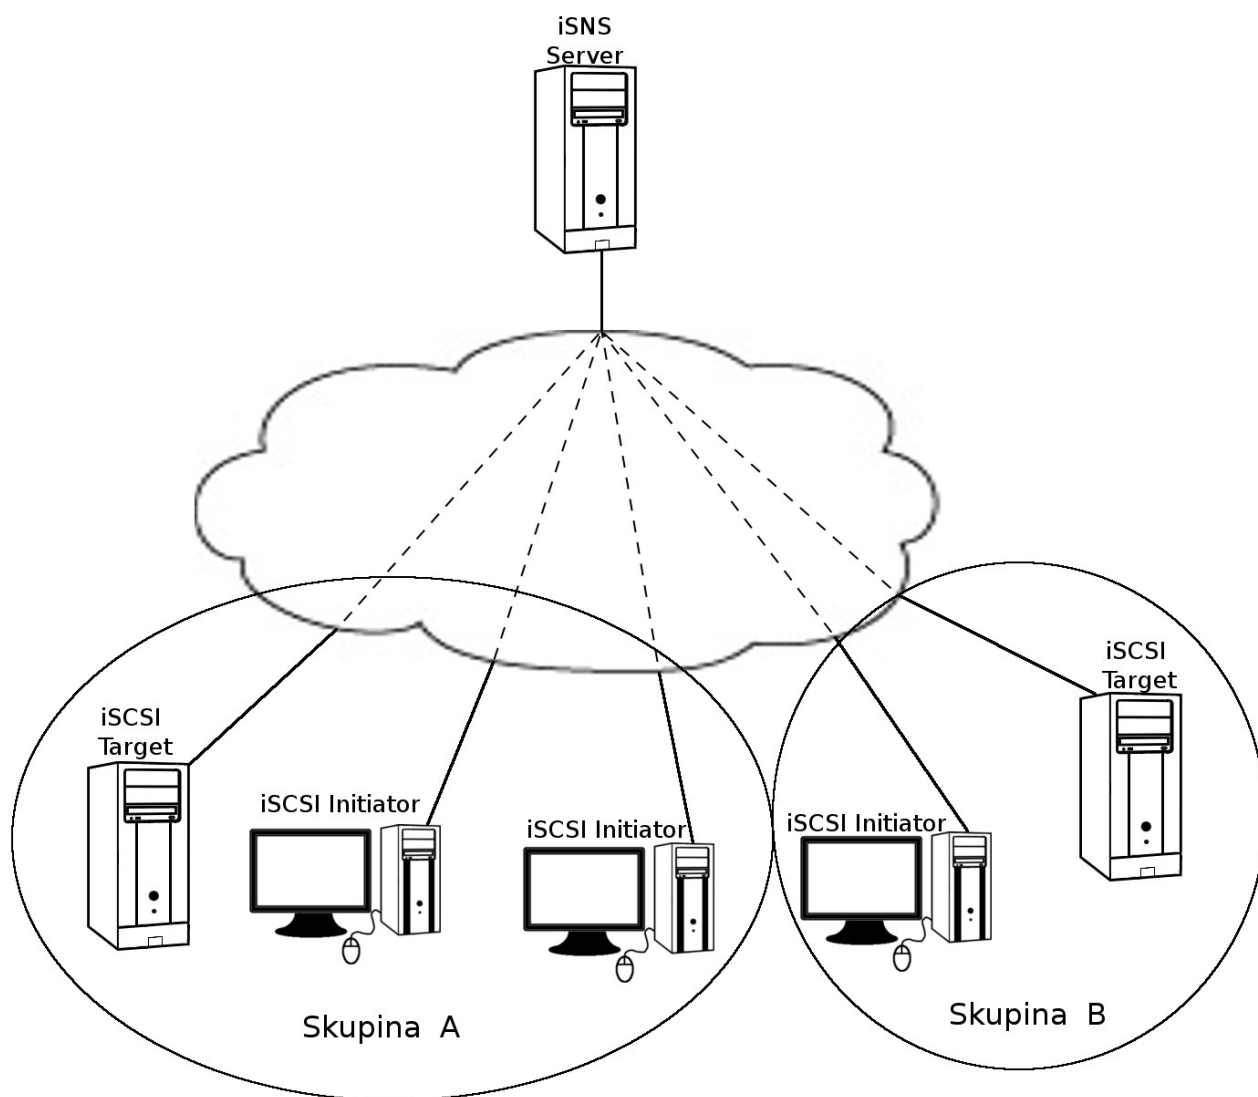 iSNS
Server
iSCSI
Target
iSCSI
Target
iSCSI Initiator
iSCSI Initiator
iSCSI Initiator
Skupina A
Skupina B